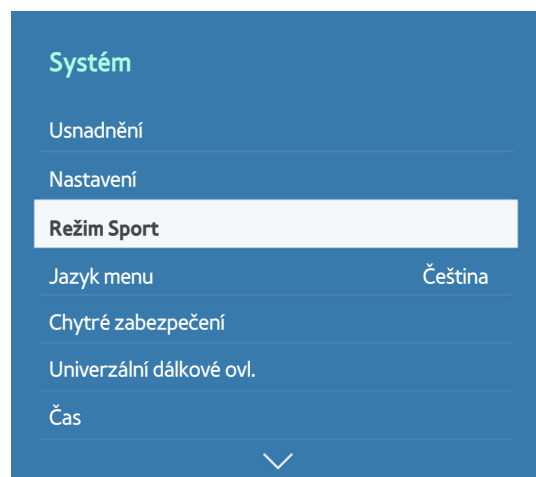 Systém
Usnadnění
Nastavení
Režim Sport
Jazyk menu Čeština
Chytré zabezpečení
Univerzální dálkové ovl.
Čas